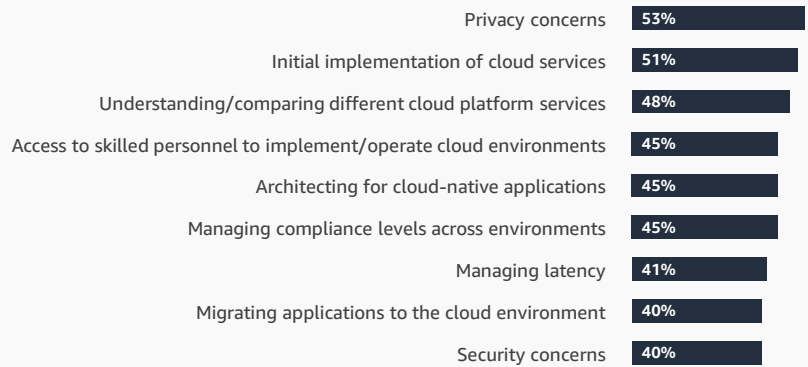 Privacy concerns 53%
Initial implementation of cloud services 51%
Understanding/comparing different cloud platform services 48%
Access to skilled personnel to implement/operate cloud environments 45%
Architecting for cloud-native applications 45%
Managing compliance levels across environments 45%
Managing latency 41%
Migrating applications to the cloud environment 40%
Security concerns 40%